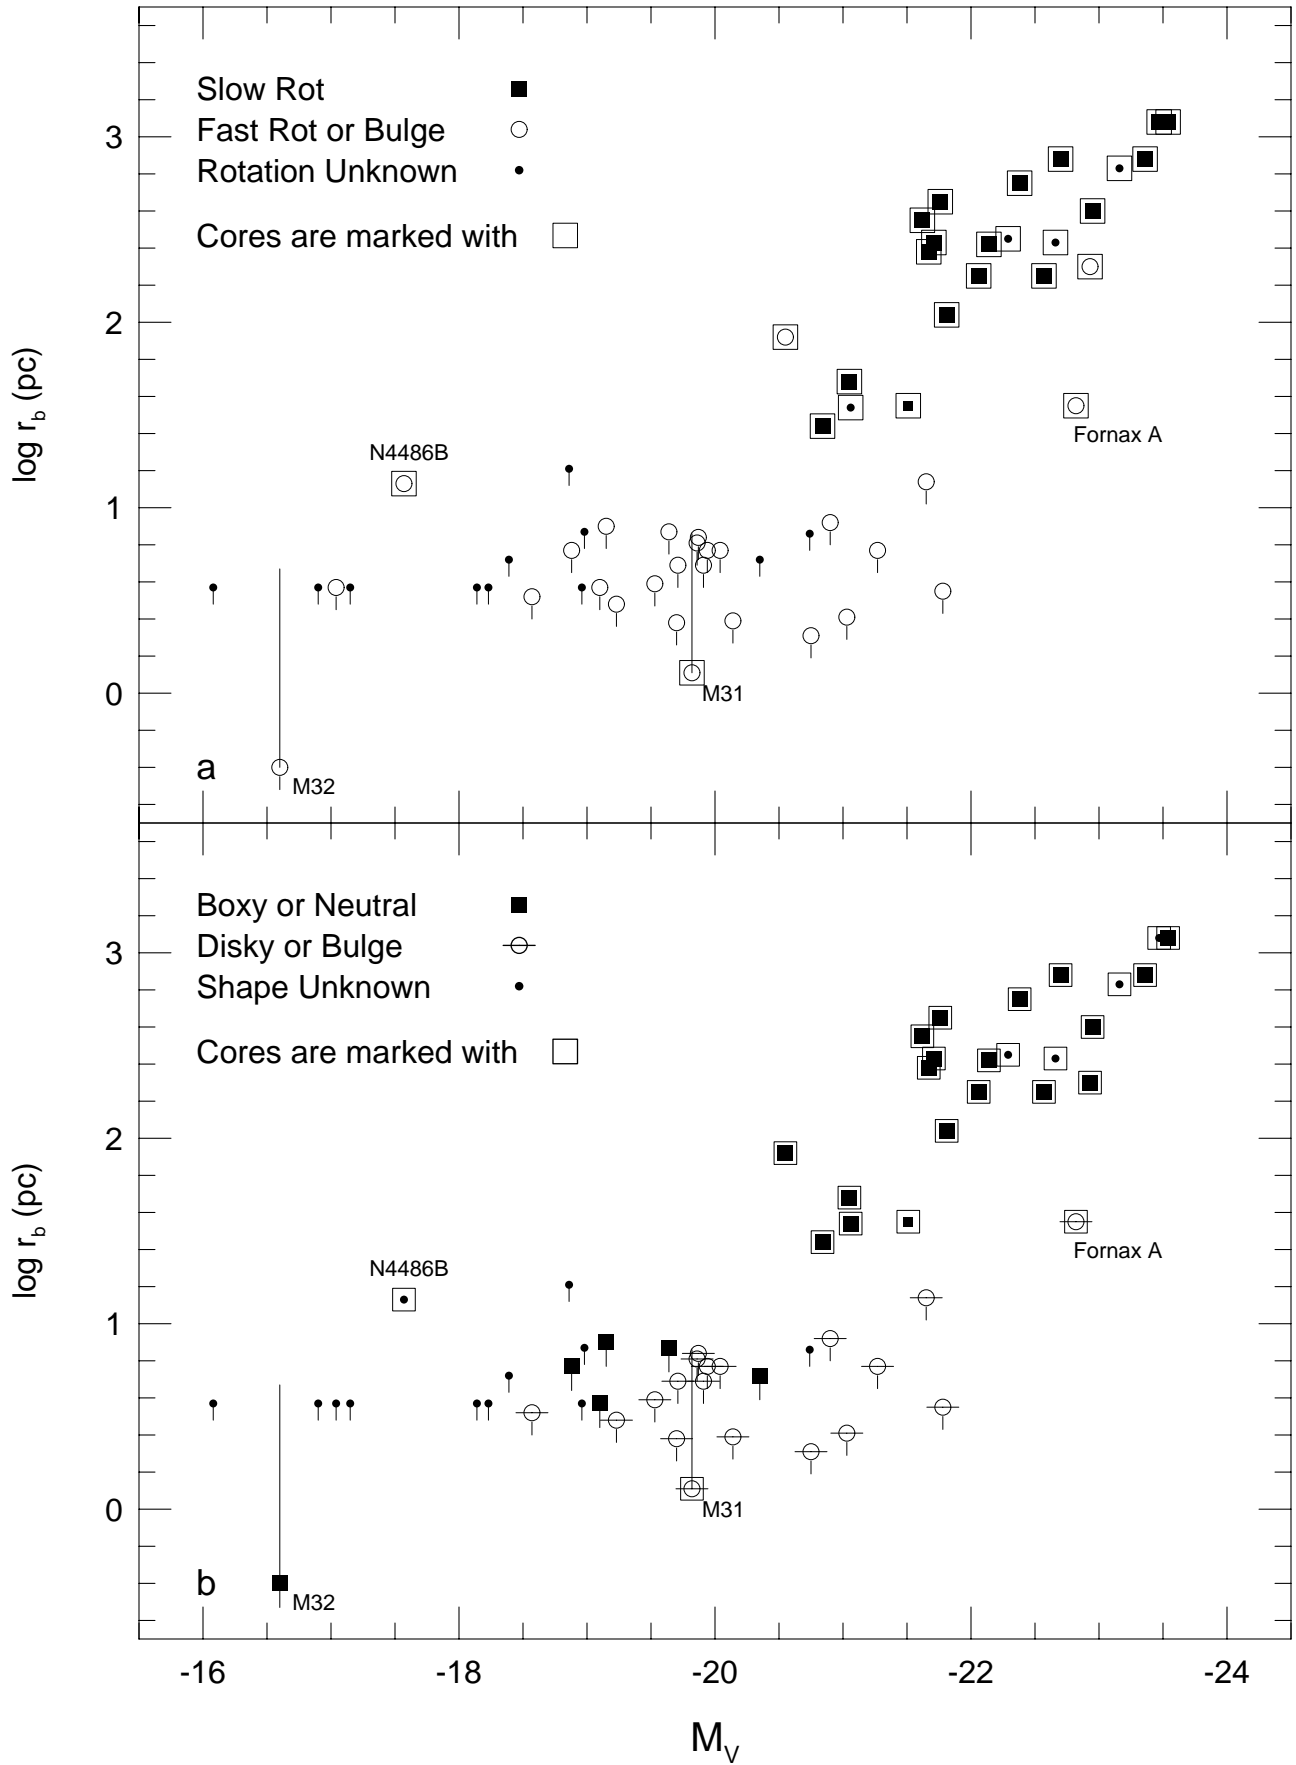 Slow Rot
Fast Rot or Bulge
Rotation Unknown
Cores are marked with
3
2
1
0
log r_b (pc)
N4486B
Fornax A
M31
M32
a
Boxy or Neutral
Disky or Bulge
Shape Unknown
Cores are marked with
3
2
1
0
log r_b (pc)
N4486B
Fornax A
M31
M32
b
-16 -18 -20 -22 -24
M_V